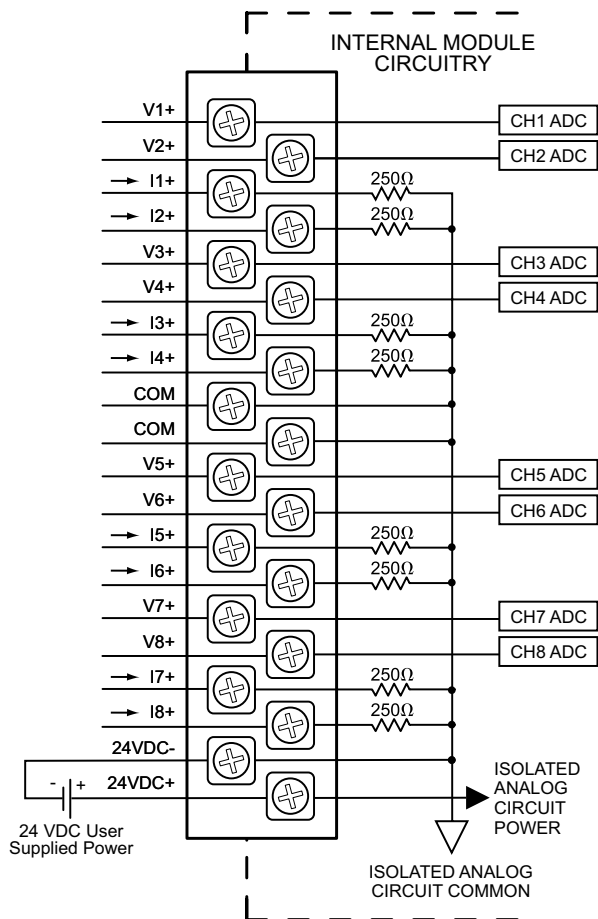 INTERNAL MODULE
CIRCUITRY
V1+
CH1 ADC
V2+
CH2 ADC
→ I1+
250Ω
→ I2+
250Ω
V3+
CH3 ADC
V4+
CH4 ADC
→ I3+
250Ω
→ I4+
250Ω
COM
COM
V5+
CH5 ADC
V6+
CH6 ADC
→ I5+
250Ω
→ I6+
250Ω
V7+
CH7 ADC
V8+
CH8 ADC
→ I7+
250Ω
→ I8+
250Ω
24VDC-
- +
24VDC+
24 VDC User
Supplied Power
ISOLATED
ANALOG
CIRCUIT
POWER
ISOLATED ANALOG
CIRCUIT COMMON